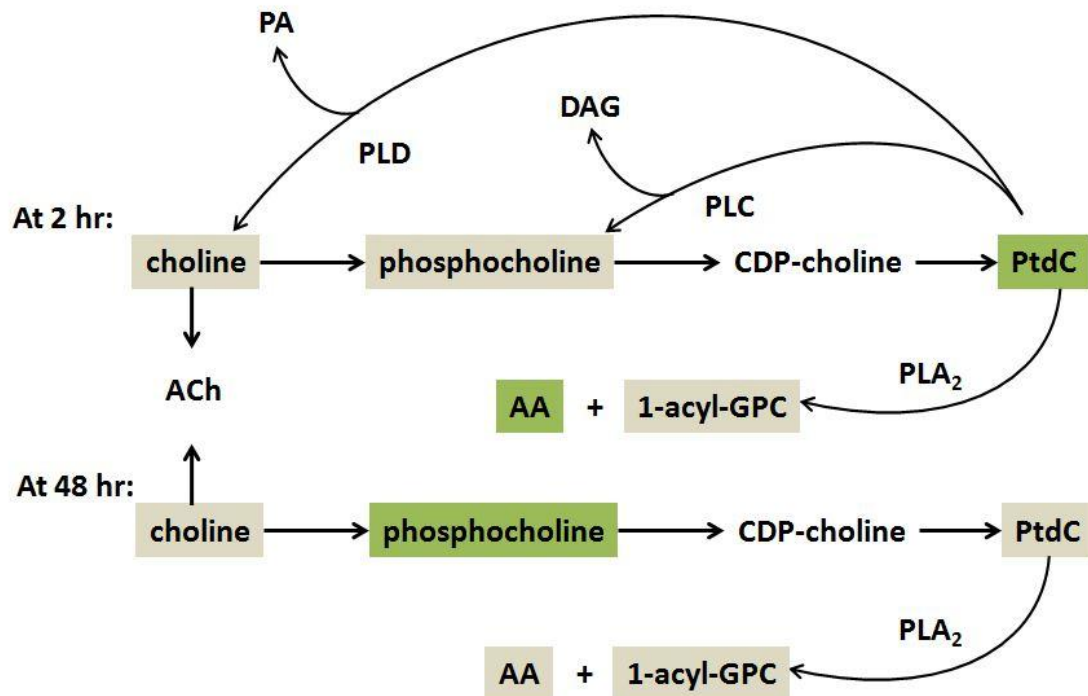 PA
DAG
PLD
PLC
At 2 hr:
choline phosphocholine CDP-choline PtdC
PLA₂
ACh
AA + 1-acyl-GPC
At 48 hr:
choline phosphocholine CDP-choline PtdC
PLA₂
AA + 1-acyl-GPC